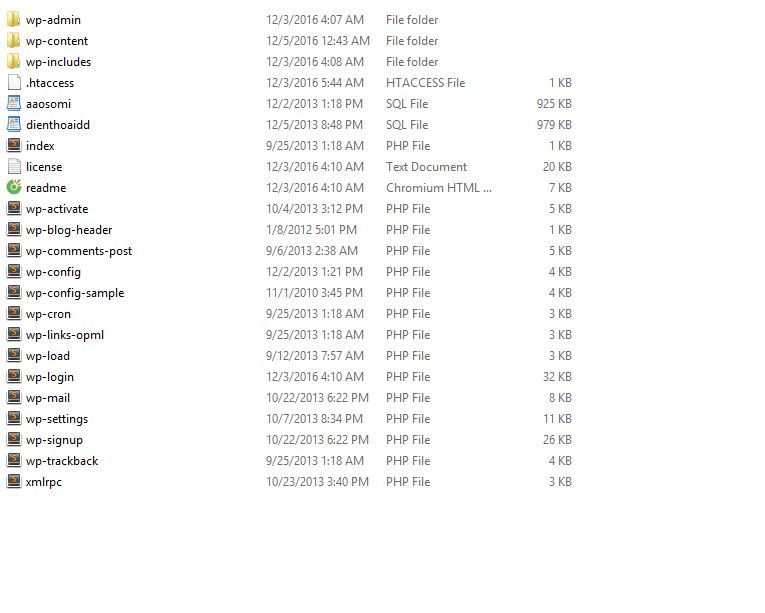 wp-admin 12/3/2016 4:07 AM File folder
wp-content 12/5/2016 12:43 AM File folder
wp-includes 12/3/2016 4:08 AM File folder
.htaccess 12/3/2016 5:44 AM HTACCESS File 1 KB
aaosomi 12/2/2013 1:18 PM SQL File 925 KB
dienthoaidd 12/5/2013 8:48 PM SQL File 979 KB
index 9/25/2013 1:18 AM PHP File 1 KB
license 12/3/2016 4:10 AM Text Document 20 KB
readme 12/3/2016 4:10 AM Chromium HTML ... 7 KB
wp-activate 10/4/2013 3:12 PM PHP File 5 KB
wp-blog-header 1/8/2012 5:01 PM PHP File 1 KB
wp-comments-post 9/6/2013 2:38 AM PHP File 5 KB
wp-config 12/2/2013 1:21 PM PHP File 4 KB
wp-config-sample 11/1/2010 3:45 PM PHP File 4 KB
wp-cron 9/25/2013 1:18 AM PHP File 3 KB
wp-links-opml 9/25/2013 1:18 AM PHP File 3 KB
wp-load 9/12/2013 7:57 AM PHP File 3 KB
wp-login 12/3/2016 4:10 AM PHP File 32 KB
wp-mail 10/22/2013 6:22 PM PHP File 8 KB
wp-settings 10/7/2013 8:34 PM PHP File 11 KB
wp-signup 10/22/2013 6:22 PM PHP File 26 KB
wp-trackback 9/25/2013 1:18 AM PHP File 4 KB
xmlrpc 10/23/2013 3:40 PM PHP File 3 KB